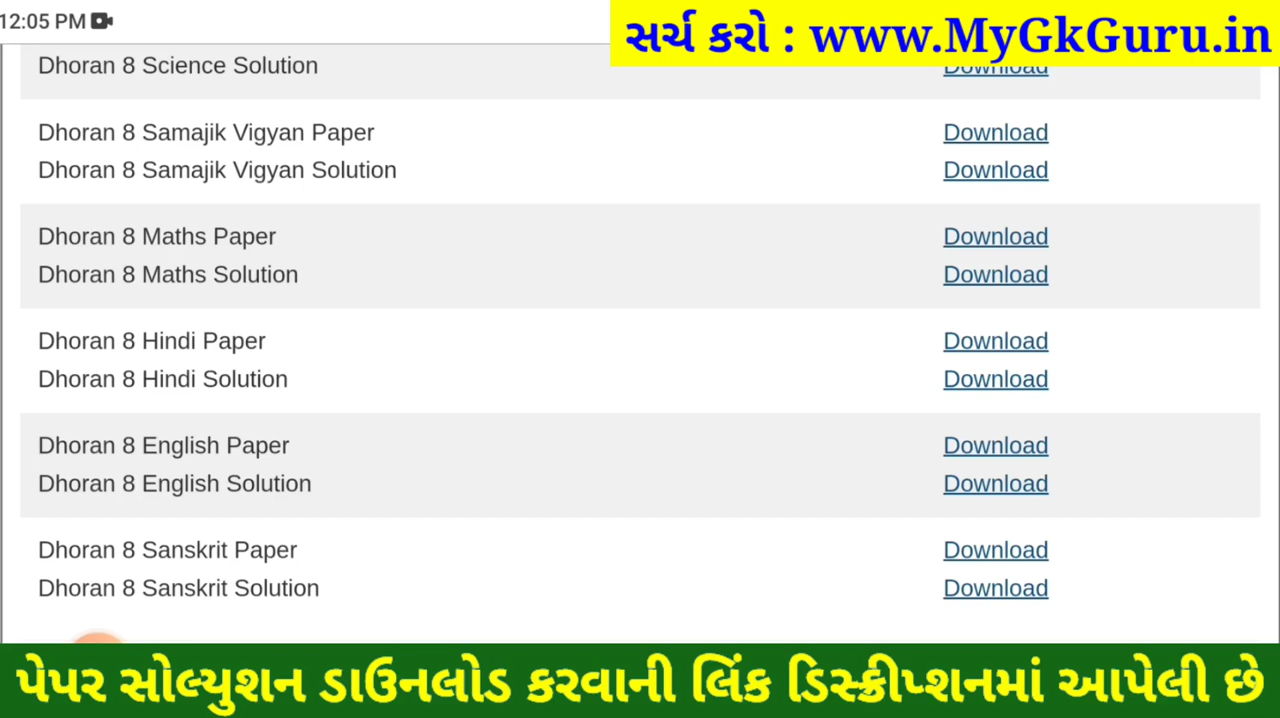 12:05 PM
સર્ચ કરો : www.MyGkGuru.in
Dhoran 8 Science Solution Download
Dhoran 8 Samajik Vigyan Paper Download
Dhoran 8 Samajik Vigyan Solution Download
Dhoran 8 Maths Paper Download
Dhoran 8 Maths Solution Download
Dhoran 8 Hindi Paper Download
Dhoran 8 Hindi Solution Download
Dhoran 8 English Paper Download
Dhoran 8 English Solution Download
Dhoran 8 Sanskrit Paper Download
Dhoran 8 Sanskrit Solution Download
પેપર સોલ્યુશન ડાઉનલોડ કરવાની લિંક ડિસ્ક્રીપ્શનમાં આપેલી છે